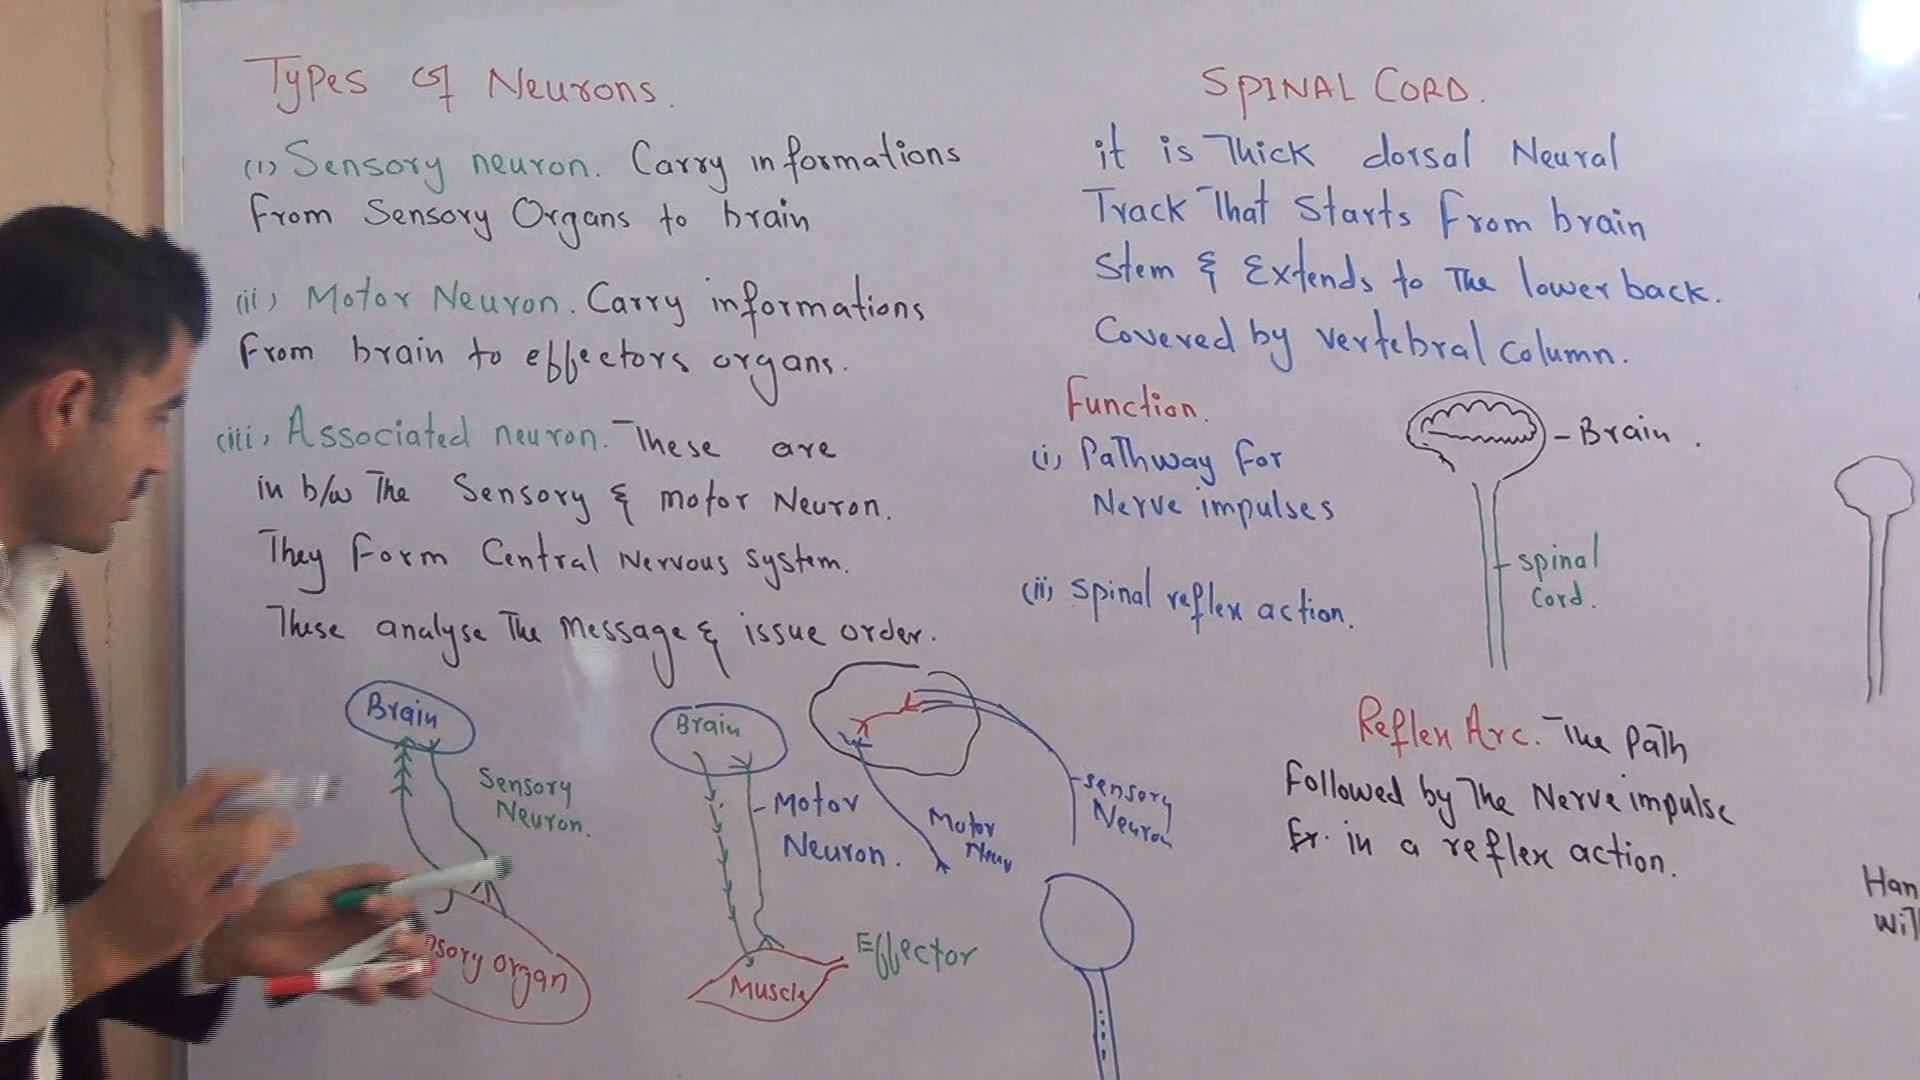 Types of Neurons.
(i) Sensory neuron. Carry informations
from Sensory Organs to brain
(ii) Motor Neuron. Carry informations
from brain to effectors organs.
(iii) Associated neuron. These are
in b/w The Sensory & motor Neuron.
They form Central Nervous system.
These analyse The Message & issue order.
Brain
Sensory
Neuron.
sory organ
Brain
Motor
Neuron.
Muscle
Effector
Motor
sensory
Neuron
SPINAL CORD.
it is Thick dorsal Neural
Track That Starts from brain
Stem & Extends to The lower back.
Covered by vertebral column.
Function.
(i) Pathway for
Nerve impulses
(ii) Spinal reflex action.
Brain.
spinal
Cord.
Reflex Arc. The Path
followed by The Nerve impulse
in a reflex action.
Han
Wil